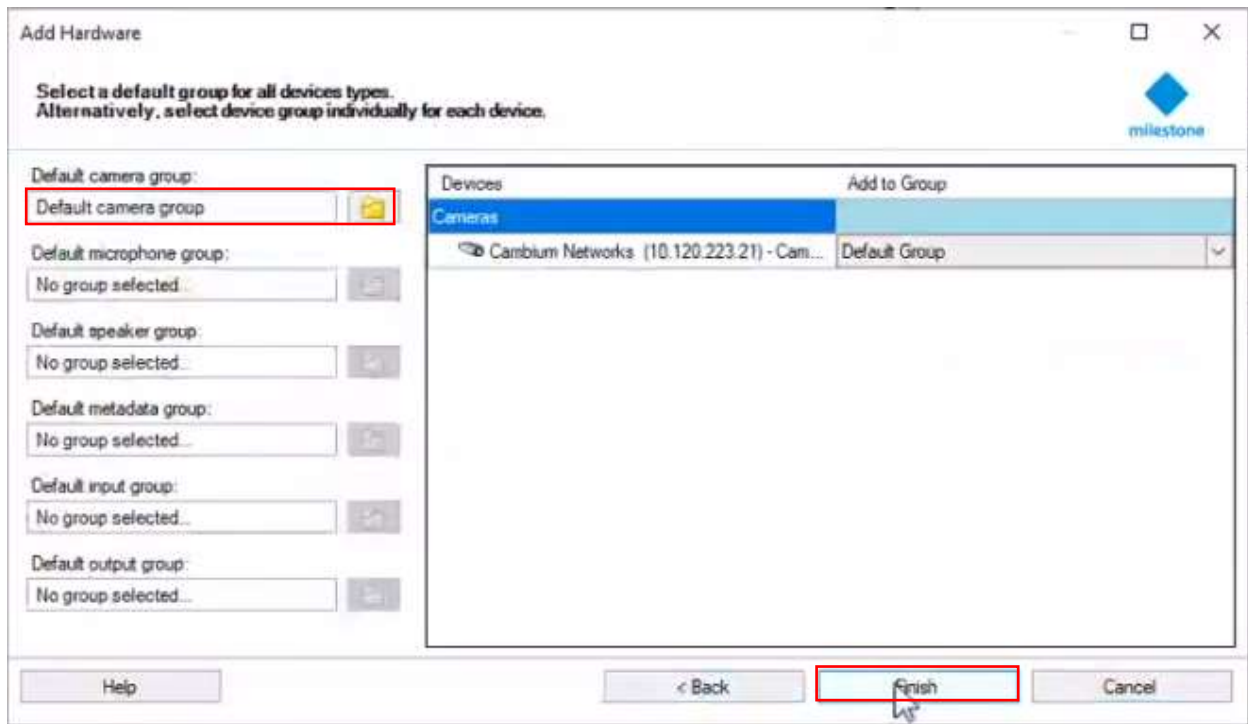 Add Hardware
Select a default group for all devices types.
Alternatively, select device group individually for each device.
milestone
Default camera group:
Default camera group
Default microphone group:
No group selected...
Default speaker group:
No group selected...
Default metadata group:
No group selected...
Default input group:
No group selected...
Default output group:
No group selected...
Devices Add to Group
Cameras
Cambium Networks (10.120.223.21) - Cam... Default Group
Help < Back Finish Cancel